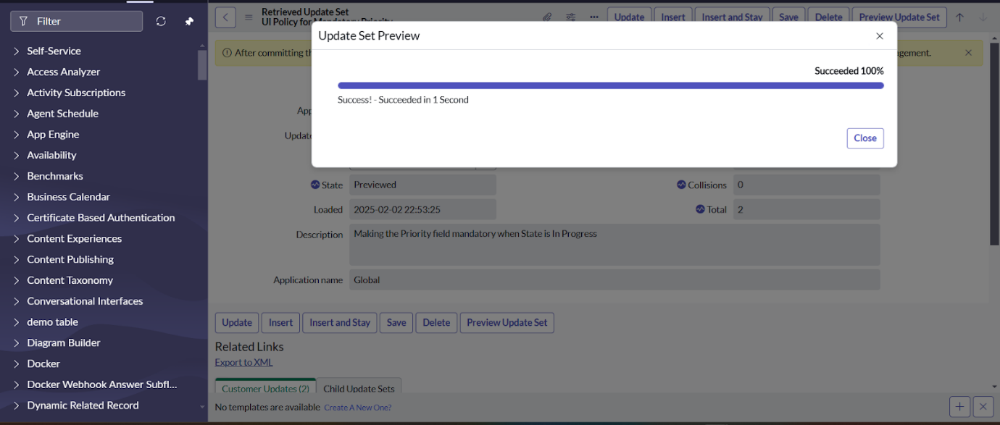 Filter
Self-Service
Access Analyzer
Activity Subscriptions
Agent Schedule
App Engine
Availability
Benchmarks
Business Calendar
Certificate Based Authentication
Content Experiences
Content Publishing
Content Taxonomy
Conversational Interfaces
demo table
Diagram Builder
Docker
Docker Webhook Answer Subfl...
Dynamic Related Record
Retrieved Update Set
UI Policy for Mandatory Priority
Update Insert Insert and Stay Save Delete Preview Update Set
After committing th
gement.
Update Set Preview
Succeeded 100%
Success! - Succeeded in 1 Second
Close
App
Update
State Previewed
Collisions 0
Loaded 2025-02-02 22:53:25
Total 2
Description Making the Priority field mandatory when State is In Progress
Application name Global
Update Insert Insert and Stay Save Delete Preview Update Set
Related Links
Export to XML
Customer Updates (2) Child Update Sets
No templates are available Create A New One?